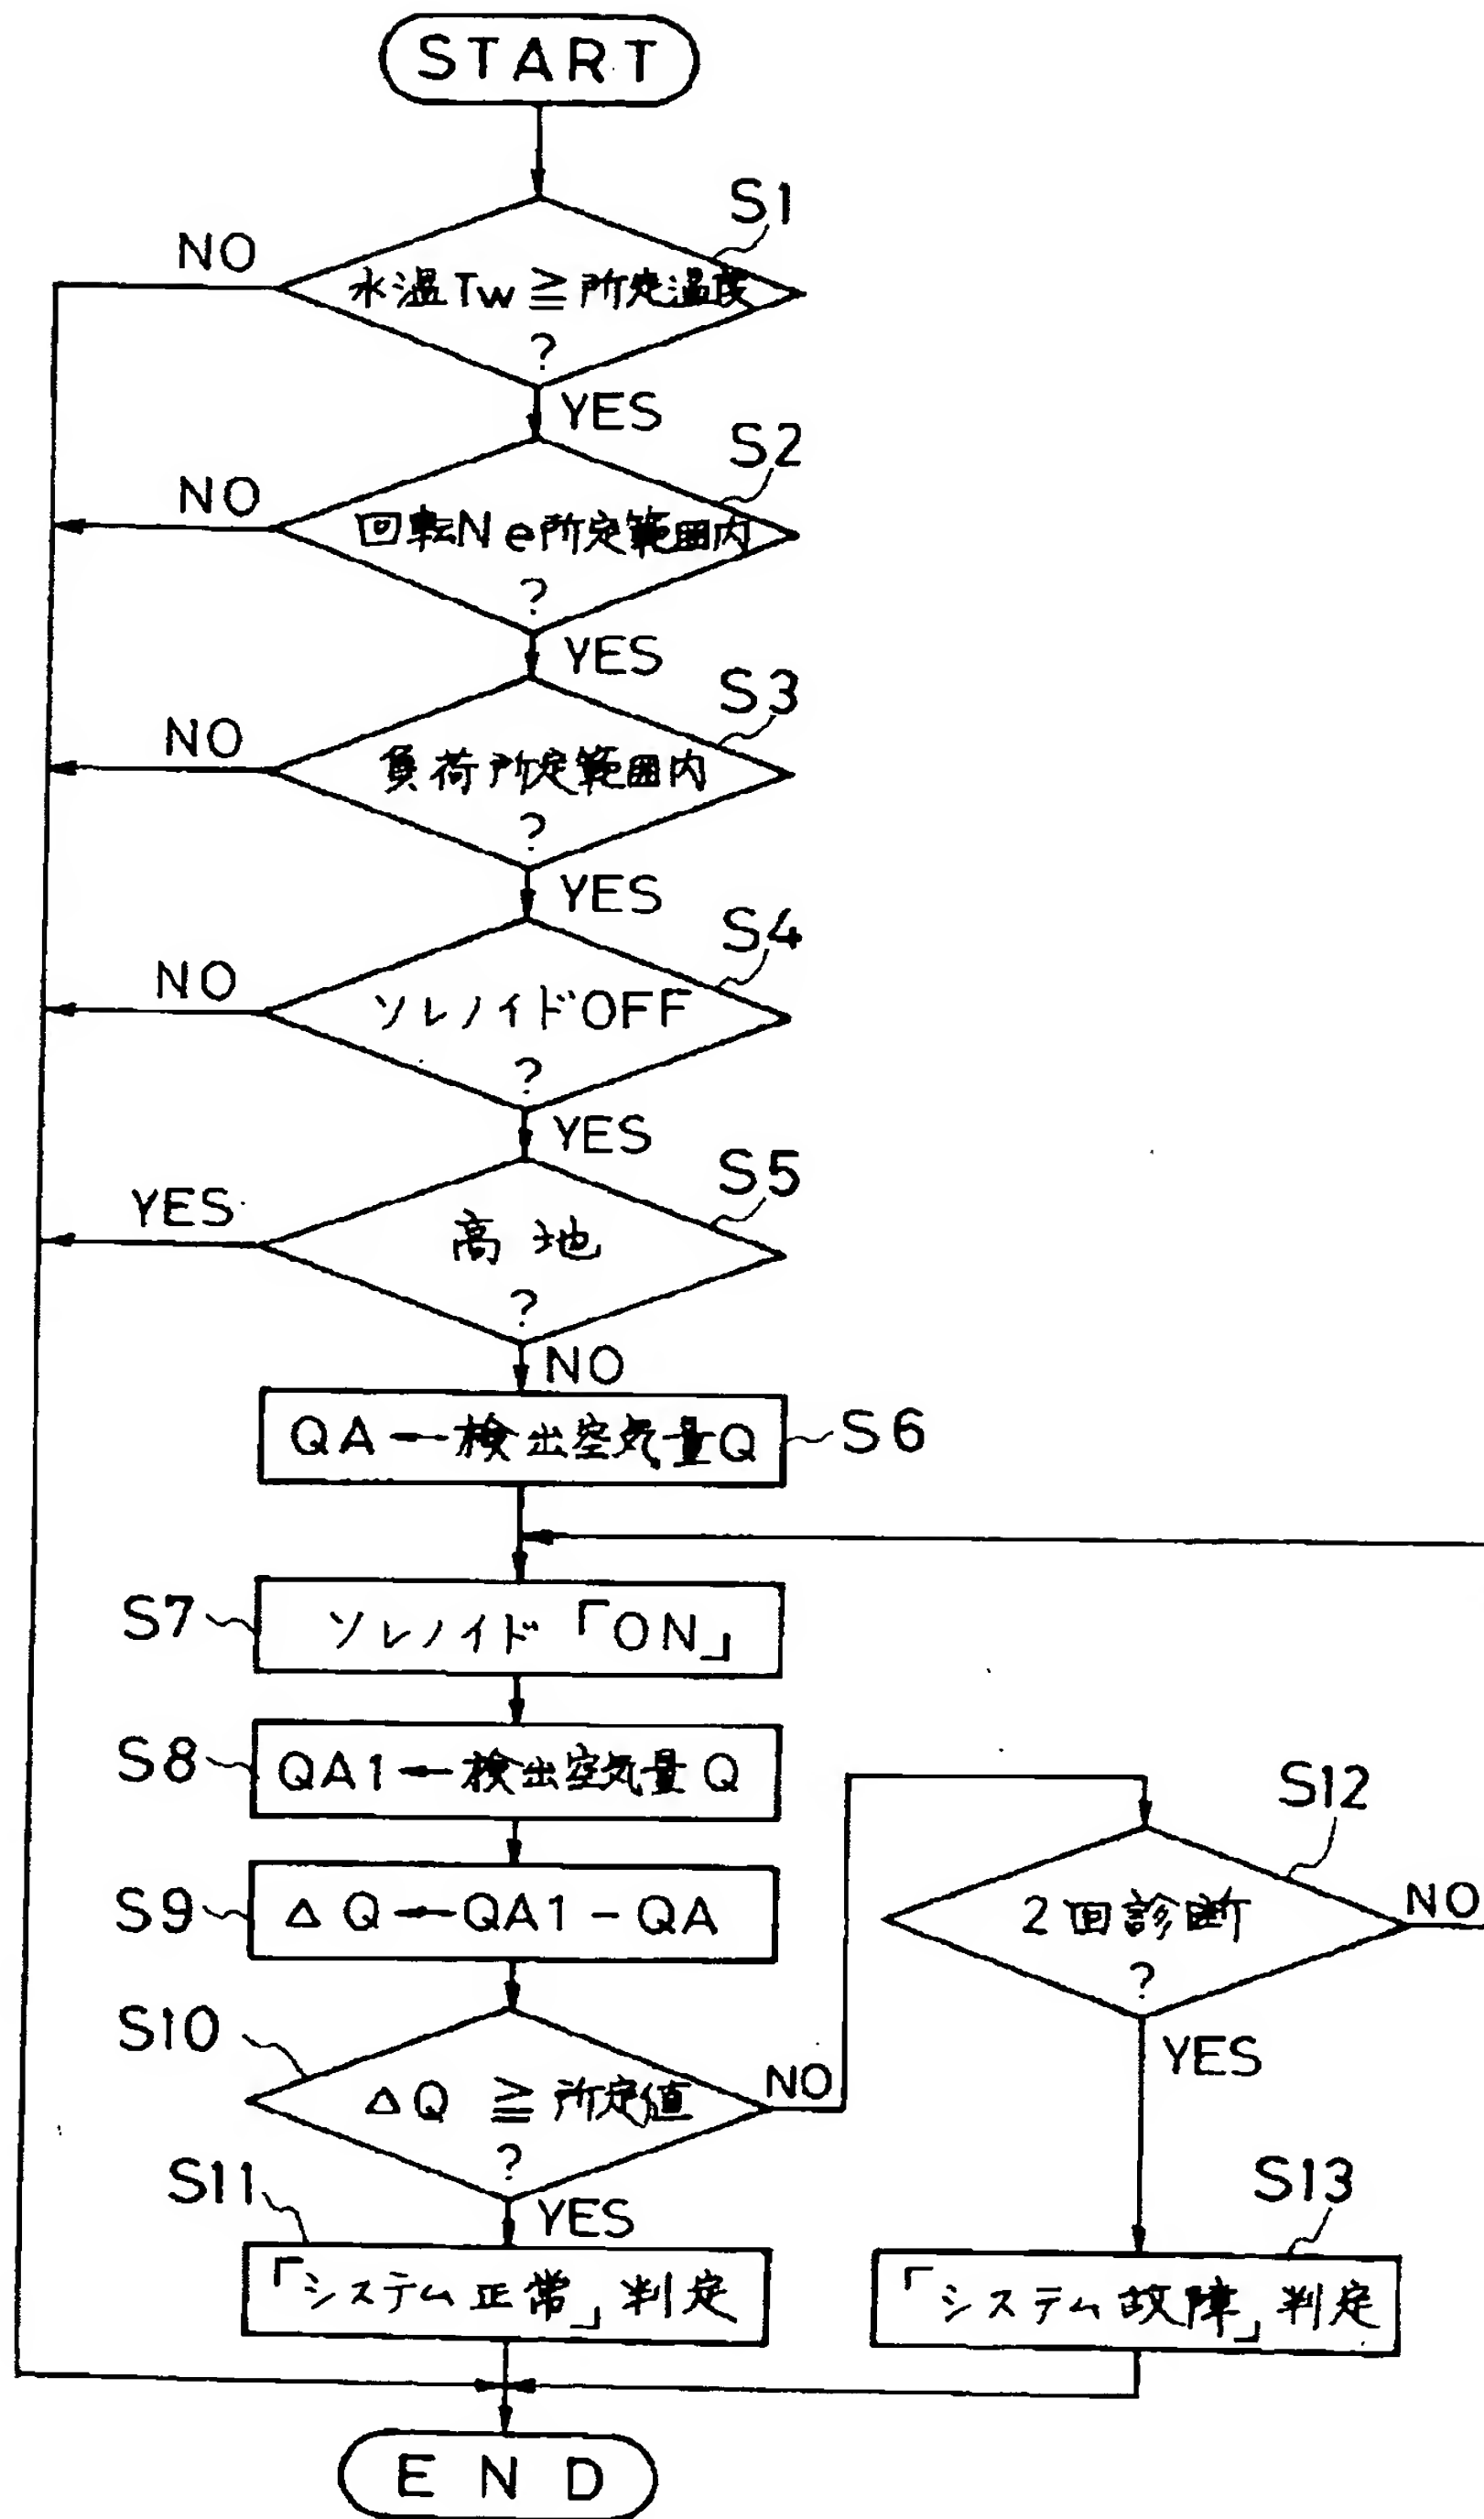 START
S1
NO
水温Tw≧所定温度
?
YES
S2
NO
回転Ne所定範囲内
?
YES
S3
NO
負荷所定範囲内
?
YES
S4
NO
ソレノイドOFF
?
YES
S5
YES
高地
?
NO
QA←検出空気量Q
S6
S7
ソレノイド「ON」
S8
QA1←検出空気量Q
S9
△Q←QA1-QA
S10
△Q ≧所定値
?
NO
YES
S11
「システム正常」判定
S12
2回診断
?
NO
YES
S13
「システム故障」判定
END